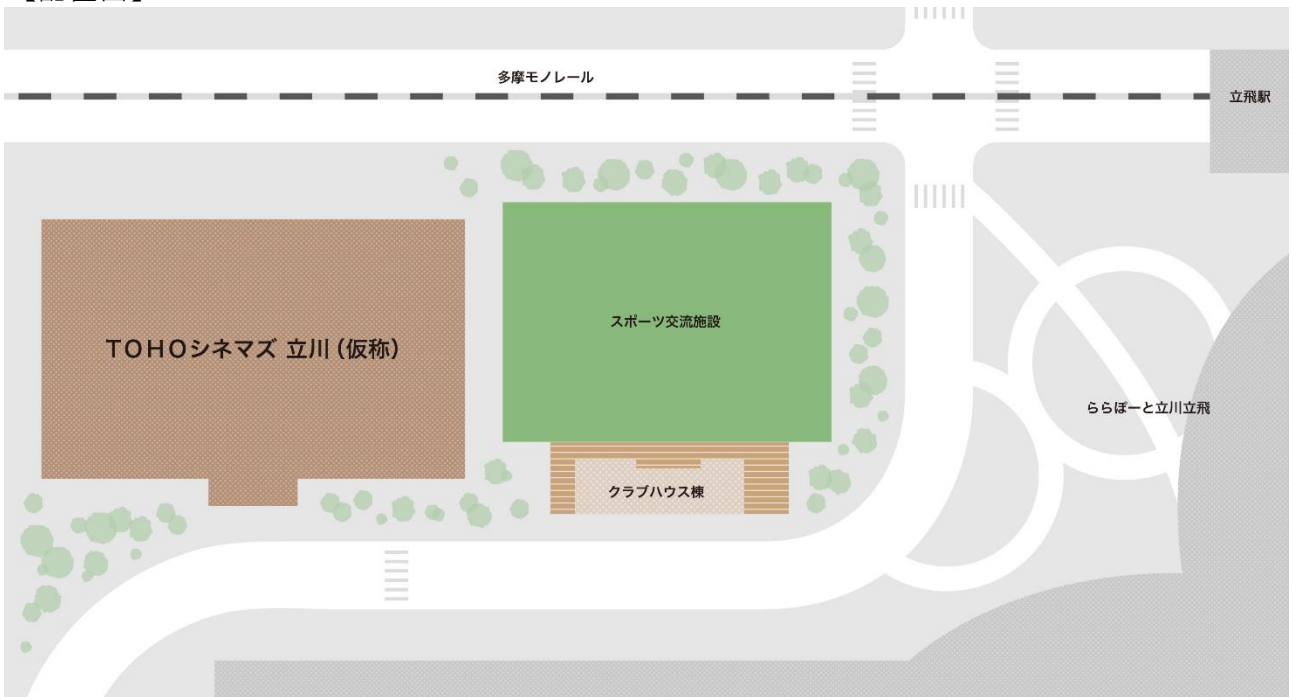 多摩モノレール
立飛駅
スポーツ交流施設
TOHOシネマズ 立川（仮称）
ららぽーと立川立飛
クラブハウス棟